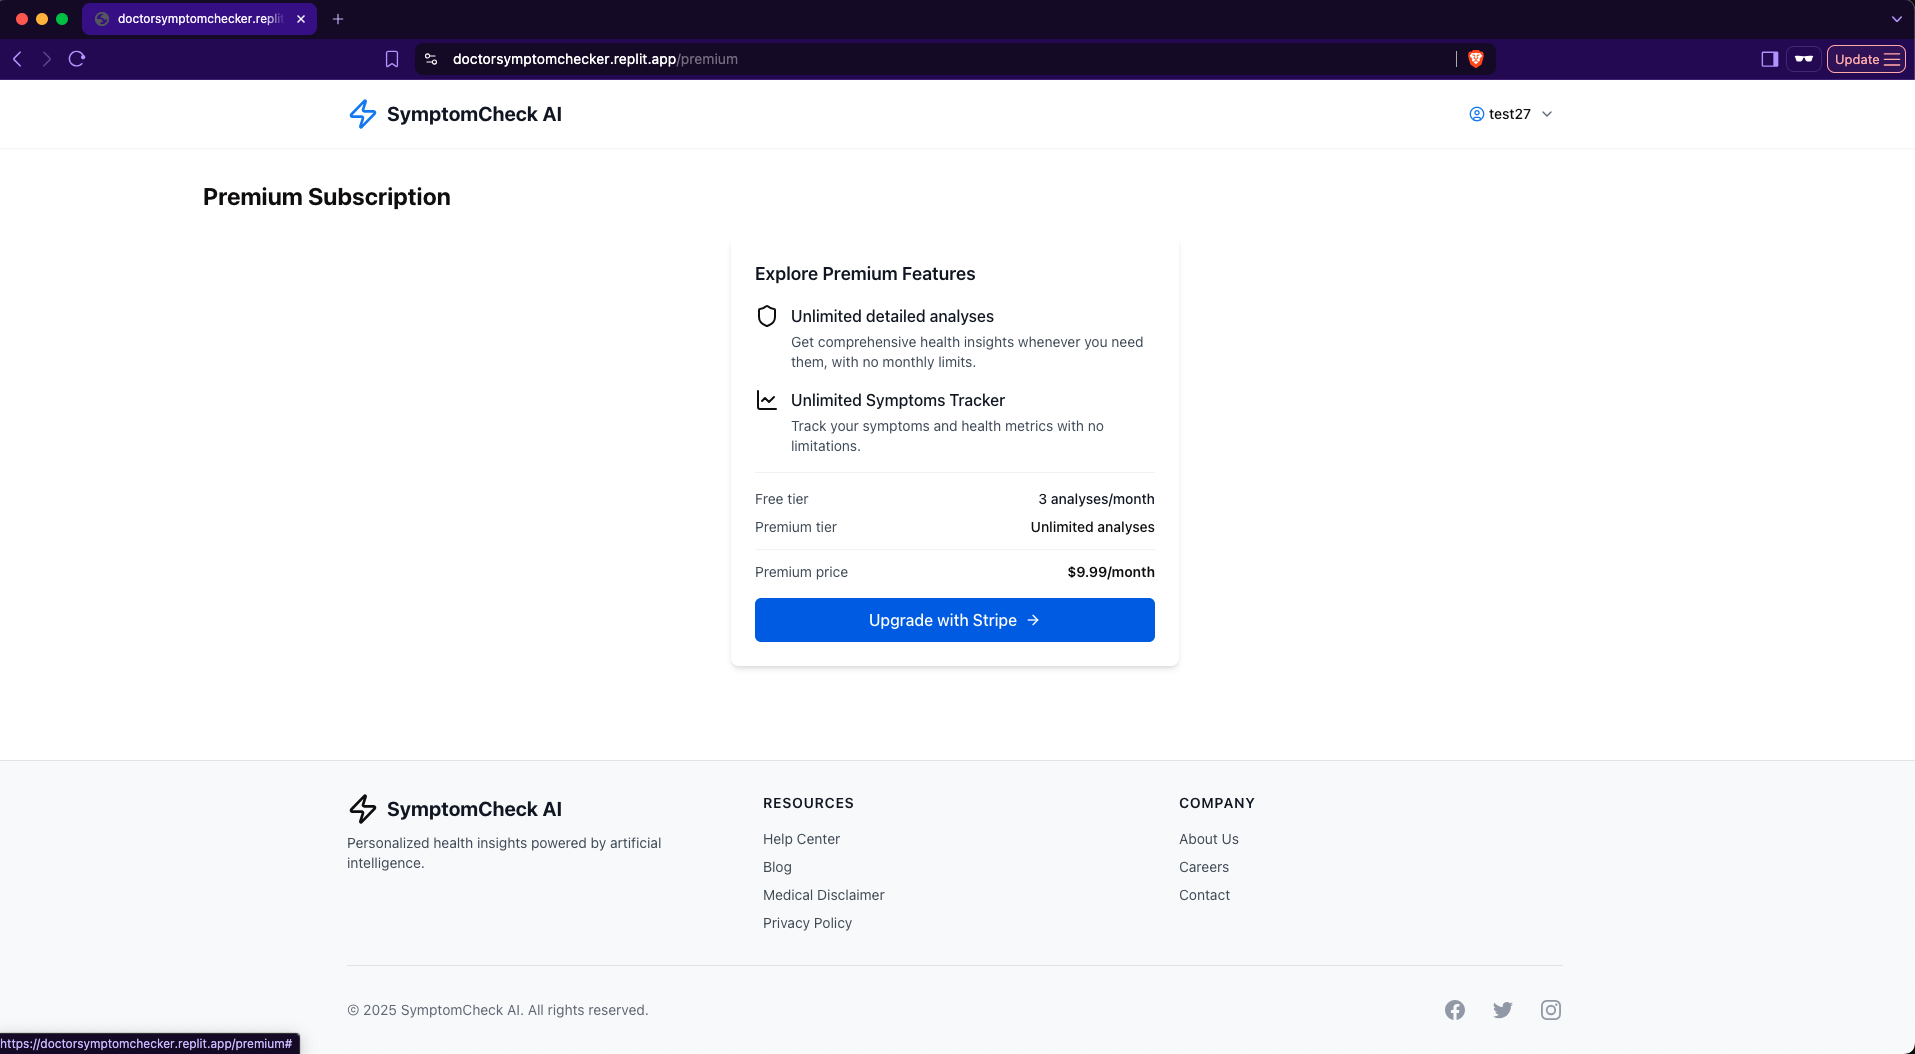 doctorsymptomchecker.replit
doctorsymptomchecker.replit.app/premium
Update
SymptomCheck AI
test27
Premium Subscription
Explore Premium Features
Unlimited detailed analyses
Get comprehensive health insights whenever you need
them, with no monthly limits.
Unlimited Symptoms Tracker
Track your symptoms and health metrics with no
limitations.
Free tier 3 analyses/month
Premium tier Unlimited analyses
Premium price $9.99/month
Upgrade with Stripe →
SymptomCheck AI
Personalized health insights powered by artificial
intelligence.
RESOURCES
Help Center
Blog
Medical Disclaimer
Privacy Policy
COMPANY
About Us
Careers
Contact
© 2025 SymptomCheck AI. All rights reserved.
https://doctorsymptomchecker.replit.app/premium#